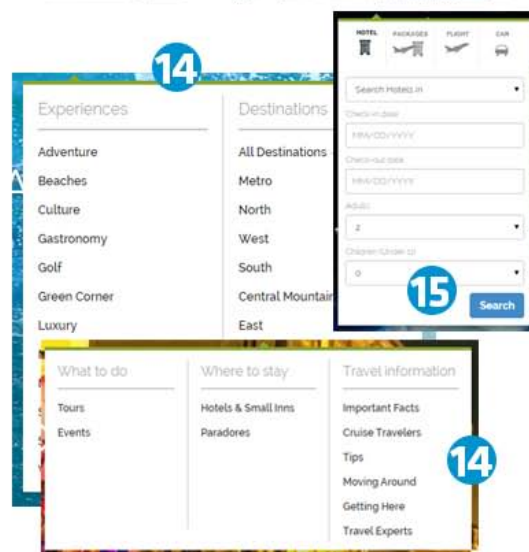 14
Experiences
Adventure
Beaches
Culture
Gastronomy
Golf
Green Corner
Luxury
Destinations
All Destinations
Metro
North
West
South
Central Mountain
East
HOTEL PACKAGES FLIGHT CAR
Search Hotels in
Check-in date
MM/DD/YYYY
Check-out date
MM/DD/YYYY
Adults
2
Children (Under 12)
0
15
Search
What to do
Tours
Events
Where to stay
Hotels & Small Inns
Paradores
Travel information
Important Facts
Cruise Travelers
Tips
Moving Around
Getting Here
Travel Experts
14